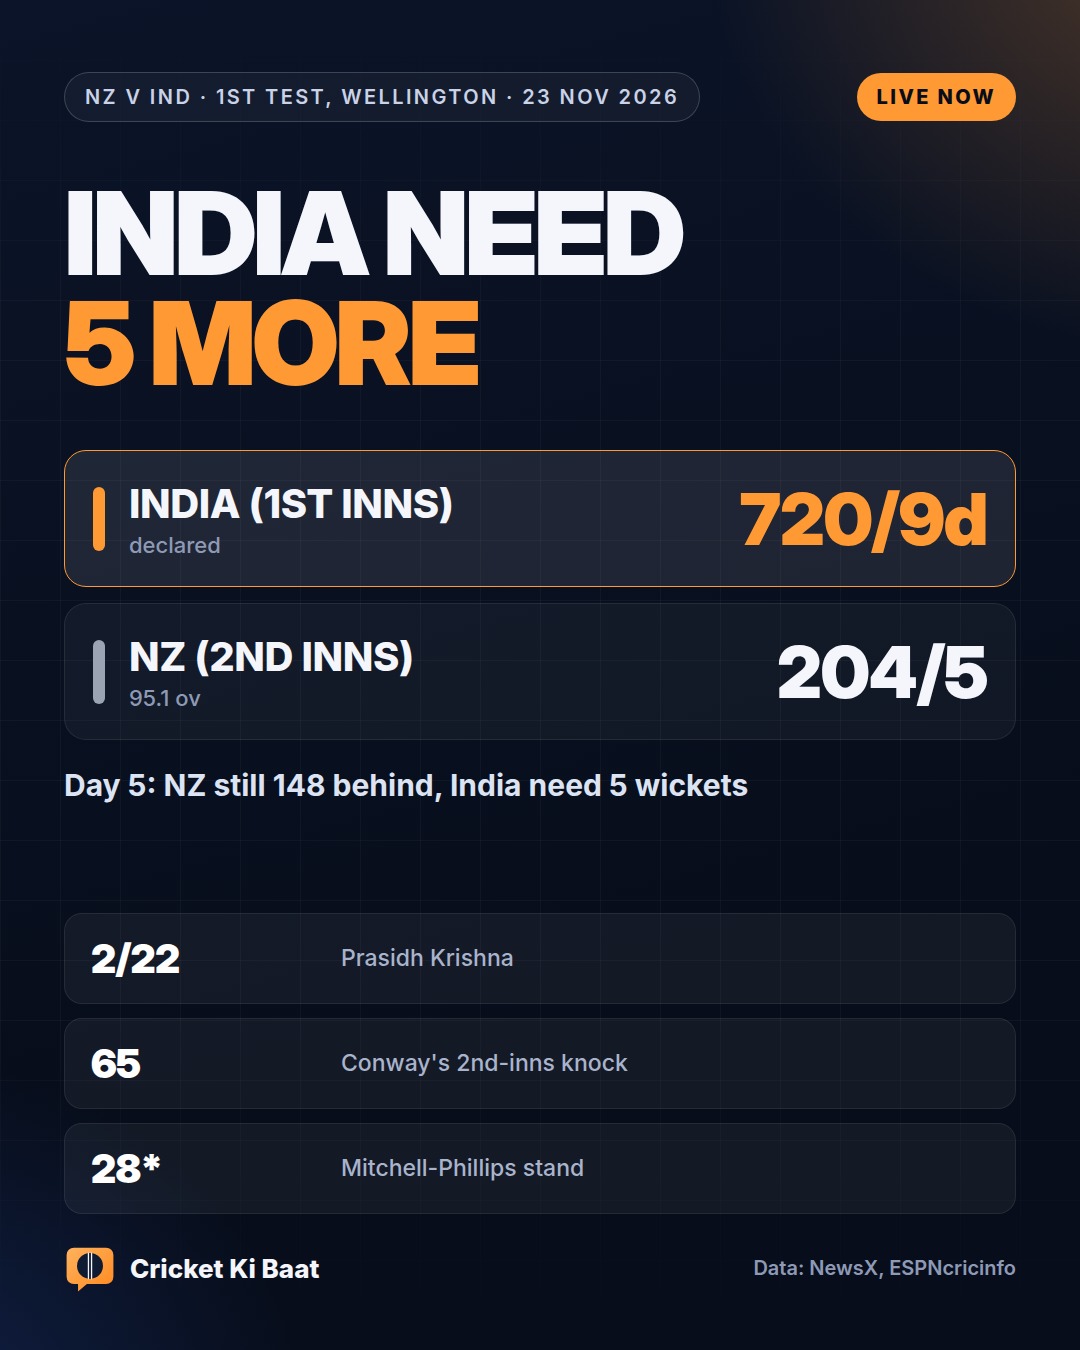 NZ V IND · 1ST TEST, WELLINGTON · 23 NOV 2026
LIVE NOW
INDIA NEED
5 MORE
INDIA (1ST INNS)
declared
720/9d
NZ (2ND INNS)
95.1 ov
204/5
Day 5: NZ still 148 behind, India need 5 wickets
2/22
Prasidh Krishna
65
Conway's 2nd-inns knock
28*
Mitchell-Phillips stand
Cricket Ki Baat
Data: NewsX, ESPNcricinfo